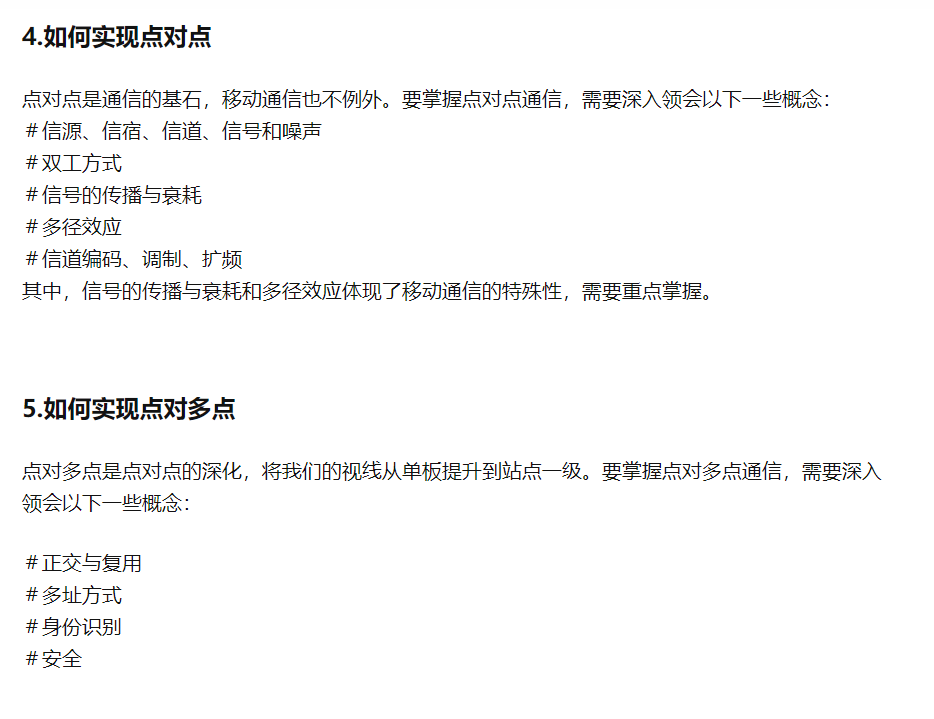 4.如何实现点对点
点对点是通信的基石，移动通信也不例外。要掌握点对点通信，需要深入领会以下一些概念：
＃信源、信宿、信道、信号和噪声
＃双工方式
＃信号的传播与衰耗
＃多径效应
＃信道编码、调制、扩频
其中，信号的传播与衰耗和多径效应体现了移动通信的特殊性，需要重点掌握。
5.如何实现点对多点
点对多点是点对点的深化，将我们的视线从单板提升到站点一级。要掌握点对多点通信，需要深入
领会以下一些概念：
＃正交与复用
＃多址方式
＃身份识别
＃安全